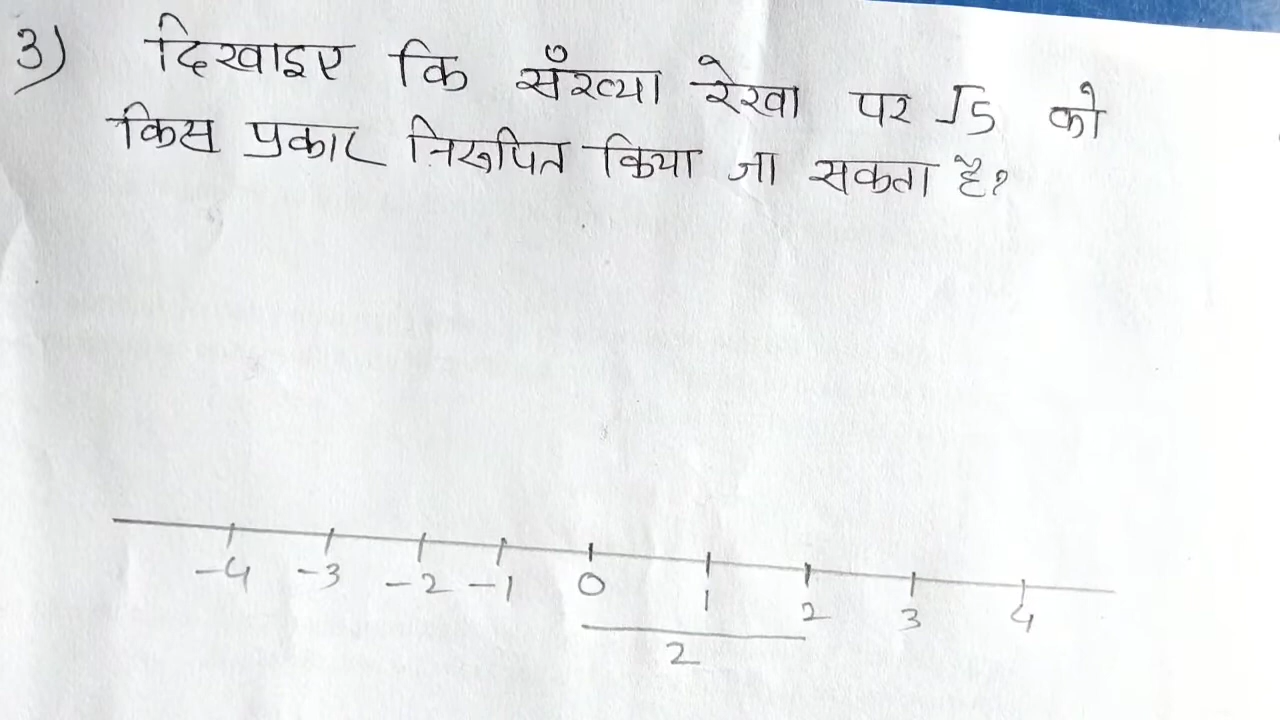 3) दिखाइए कि सँख्या रेखा पर √5 को
किस प्रकार निरूपित किया जा सकता है?
-4 -3 -2 -1 0 1 2 3 4
2